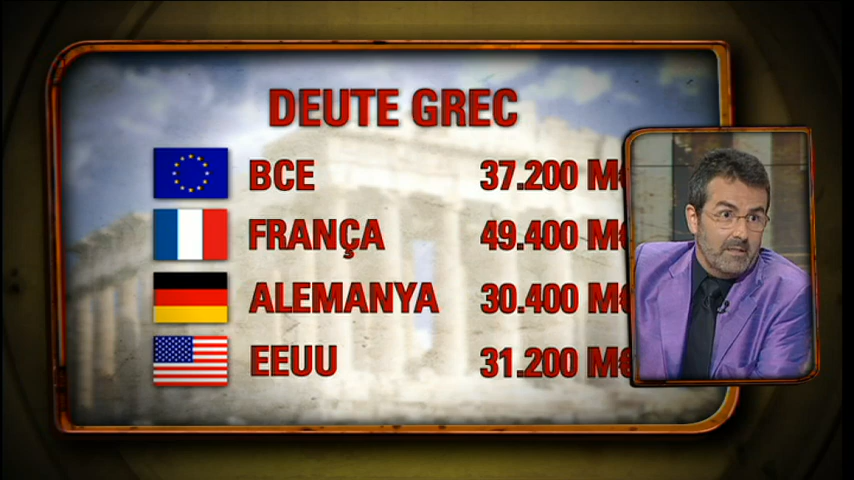 DEUTE GREC
BCE 37.200 M€
FRANÇA 49.400 M€
ALEMANYA 30.400 M€
EEUU 31.200 M€